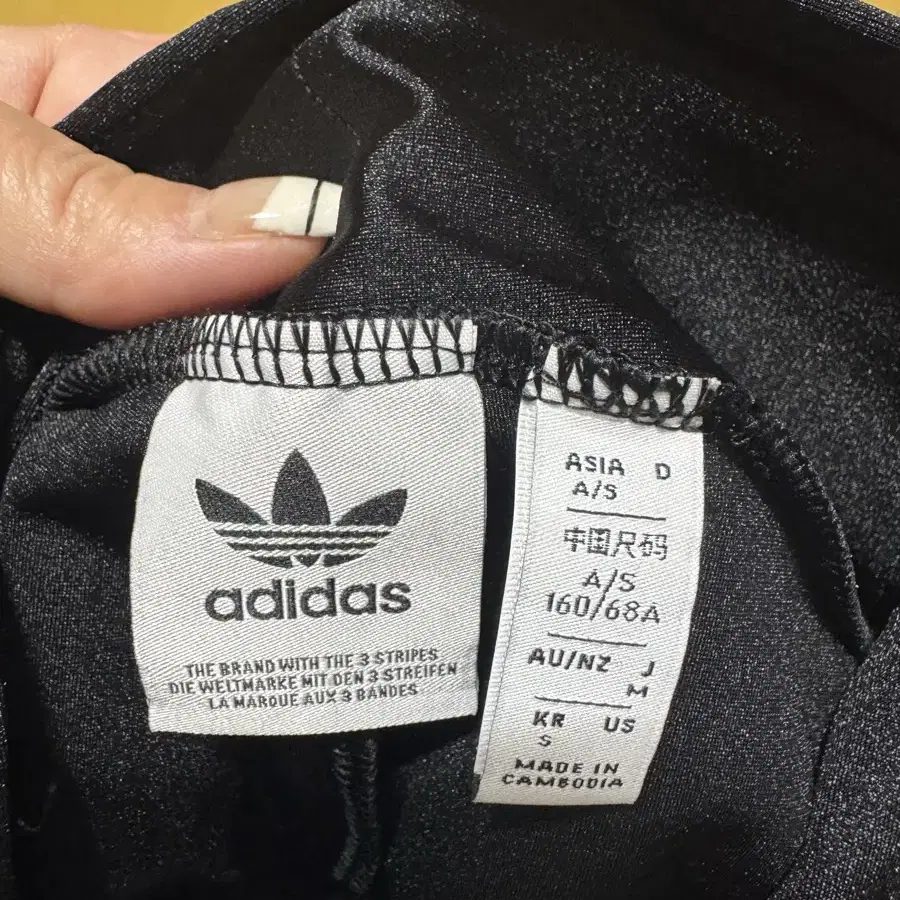 adidas
THE BRAND WITH THE 3 STRIPES
DIE WELTMARKE MIT DEN 3 STREIFEN
LA MARQUE AUX 3 BANDES
ASIA D
A/S
中国尺码
A/S
160/68A
AU/NZ J
M
KR US
S
MADE IN
CAMBODIA